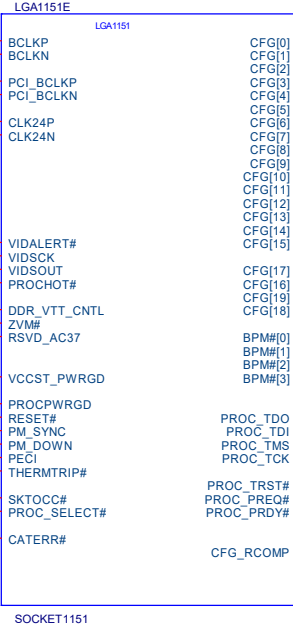 LGA1151E
LGA1151
BCLKP CFG[0]
BCLKN CFG[1]
CFG[2]
PCI_BCLKP CFG[3]
PCI_BCLKN CFG[4]
CFG[5]
CLK24P CFG[6]
CLK24N CFG[7]
CFG[8]
CFG[9]
CFG[10]
CFG[11]
CFG[12]
CFG[13]
CFG[14]
VIDALERT# CFG[15]
VIDSCK
VIDSOUT CFG[17]
PROCHOT# CFG[16]
CFG[19]
DDR_VTT_CNTL CFG[18]
ZVM#
RSVD_AC37 BPM#[0]
BPM#[1]
BPM#[2]
VCCST_PWRGD BPM#[3]
PROCPWRGD
RESET# PROC_TDO
PM_SYNC PROC_TDI
PM_DOWN PROC_TMS
PECI PROC_TCK
THERMTRIP#
PROC_TRST#
SKTOCC# PROC_PREQ#
PROC_SELECT# PROC_PRDY#
CATERR#
CFG_RCOMP
SOCKET1151